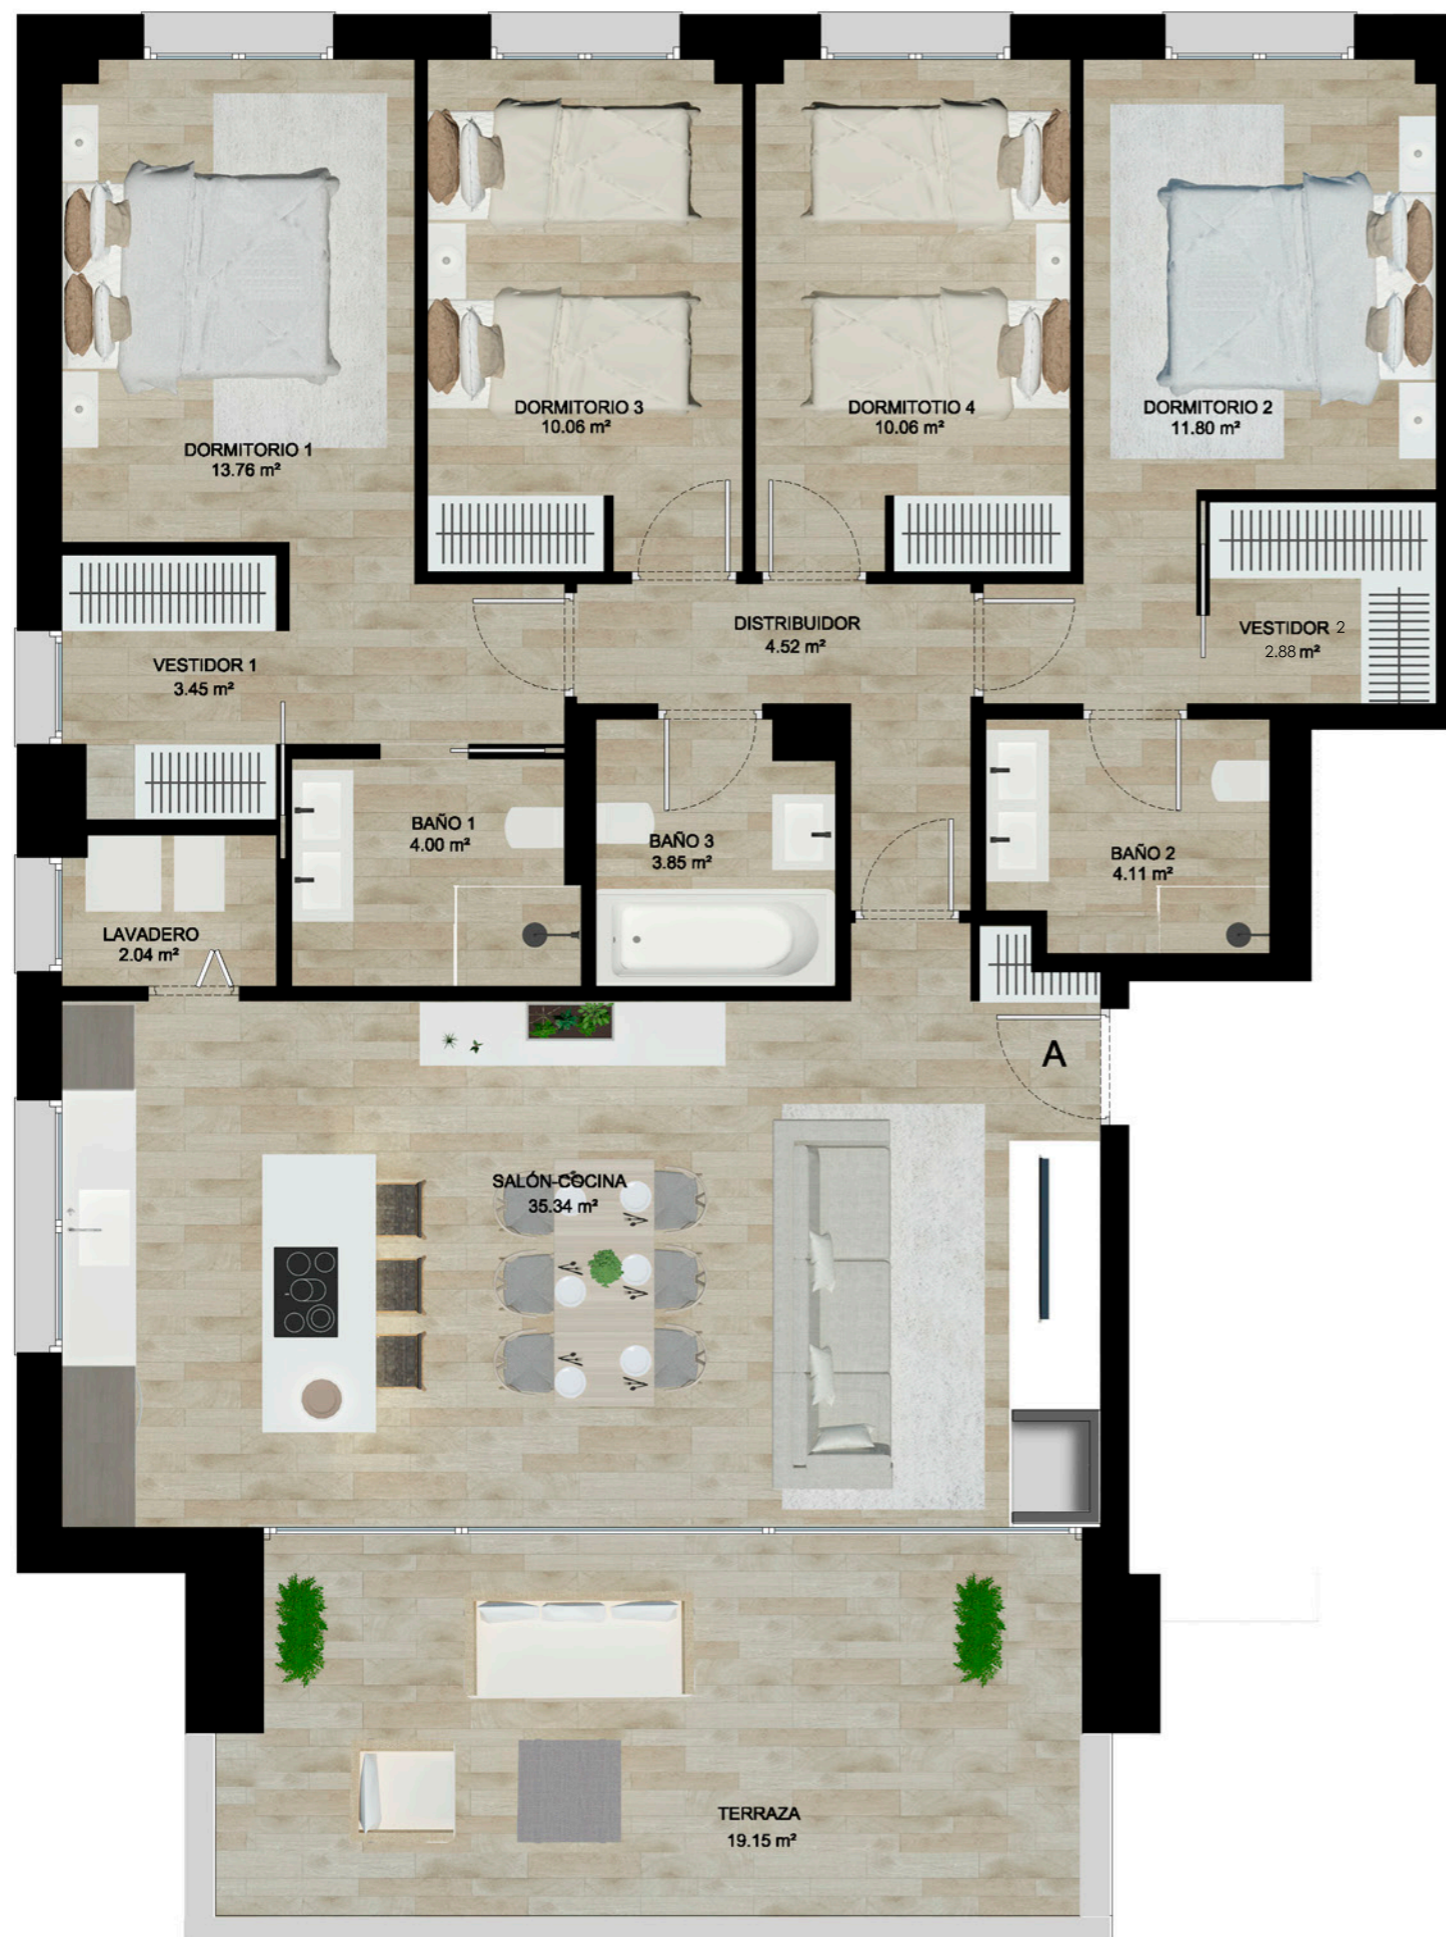 DORMITORIO 1
13.76 m²
DORMITORIO 3
10.06 m²
DORMITOTIO 4
10.06 m²
DORMITORIO 2
11.80 m²
VESTIDOR 1
3.45 m²
DISTRIBUIDOR
4.52 m²
VESTIDOR 2
2.88 m²
BAÑO 1
4.00 m²
BAÑO 3
3.85 m²
BAÑO 2
4.11 m²
LAVADERO
2.04 m²
A
SALÓN-COCINA
35.34 m²
TERRAZA
19.15 m²